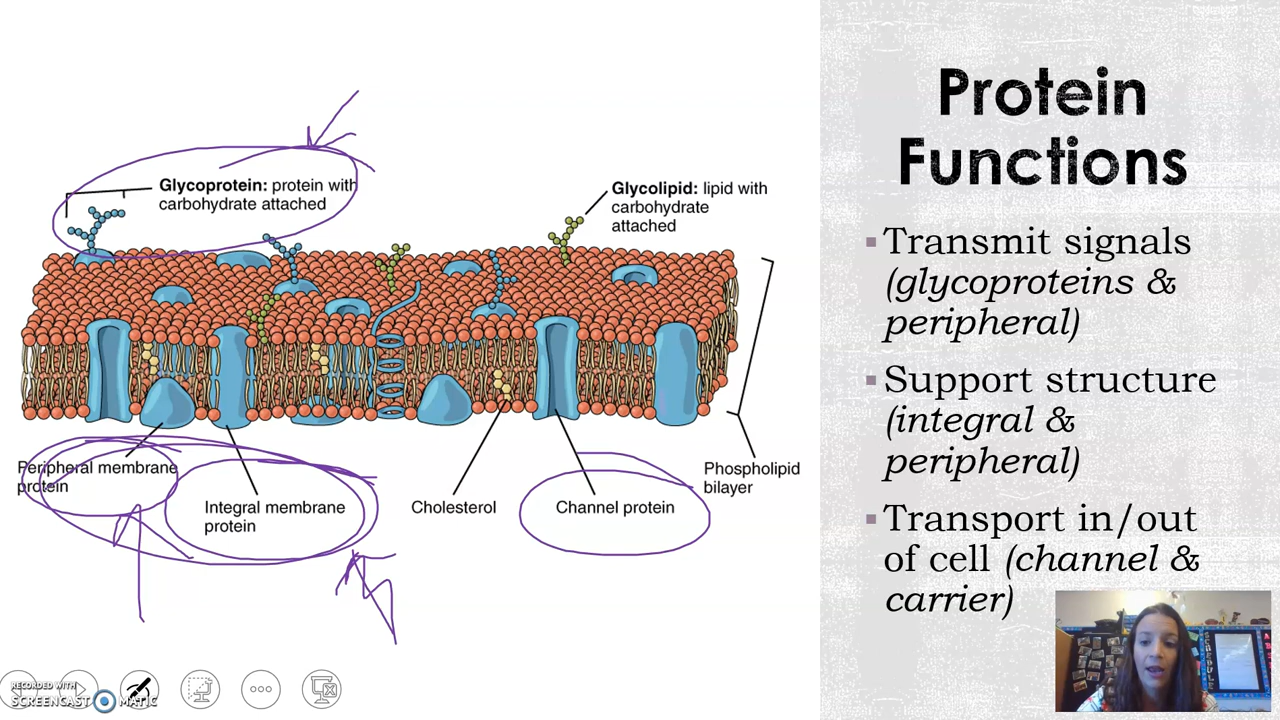 Protein
Functions
Glycoprotein: protein with
carbohydrate attached
Glycolipid: lipid with
carbohydrate
attached
Peripheral membrane
protein
Integral membrane
protein
Cholesterol
Channel protein
Phospholipid
bilayer
▪Transmit signals
(glycoproteins &
peripheral)
▪Support structure
(integral &
peripheral)
▪Transport in/out
of cell (channel &
carrier)
RECORDED WITH
SCREENCAST MATIC
SCHEDULE